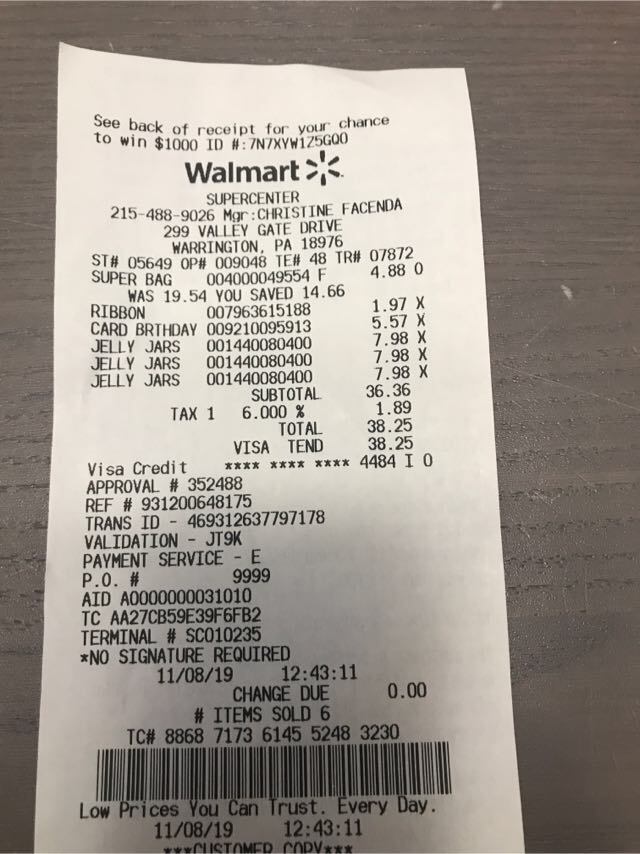 See back of receipt for your chance
to win $1000 ID #:7N7XYW1Z5GQ0
Walmart
SUPERCENTER
215-488-9026 Mgr:CHRISTINE FACENDA
299 VALLEY GATE DRIVE
WARRINGTON, PA 18976
ST# 05649 OP# 009048 TE# 48 TR# 07872
SUPER BAG 004000049554 F 4.88 O
WAS 19.54 YOU SAVED 14.66
RIBBON 007963615188 1.97 X
CARD BRTHDAY 009210095913 5.57 X
JELLY JARS 001440080400 7.98 X
JELLY JARS 001440080400 7.98 X
JELLY JARS 001440080400 7.98 X
SUBTOTAL 36.36
TAX 1 6.000 % 1.89
TOTAL 38.25
VISA TEND 38.25
Visa Credit **** **** **** 4484 I 0
APPROVAL # 352488
REF # 931200648175
TRANS ID - 469312637797178
VALIDATION - JT9K
PAYMENT SERVICE - E
P.O. # 9999
AID A0000000031010
TC AA27CB59E39F6FB2
TERMINAL # SC010235
*NO SIGNATURE REQUIRED
11/08/19 12:43:11
CHANGE DUE 0.00
# ITEMS SOLD 6
TC# 8868 7173 6145 5248 3230
Low Prices You Can Trust. Every Day.
11/08/19 12:43:11
***CUSTOMER COPY***